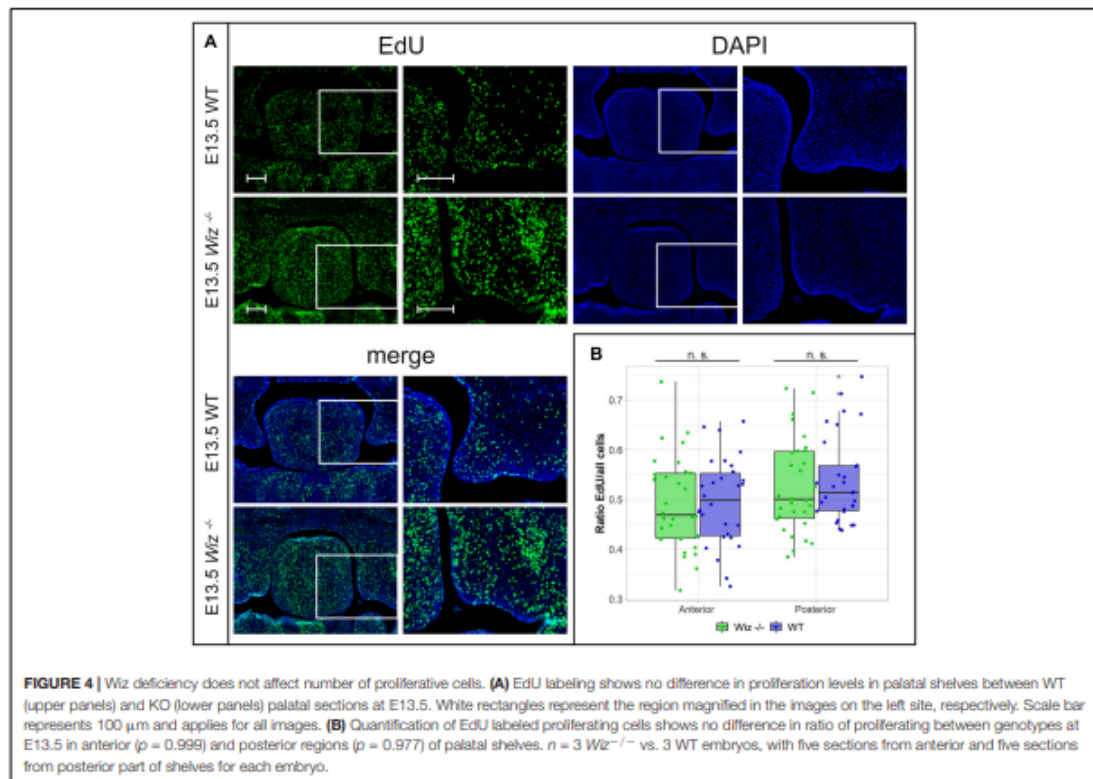 A
EdU
DAPI
E13.5 WT
E13.5 Wiz -/-
merge
E13.5 WT
E13.5 Wiz -/-
B
n. s.
n. s.
Ratio EdU/all cells
0.7
0.6
0.5
0.4
0.3
Anterior
Posterior
Wiz -/-
WT
FIGURE 4 | Wiz deficiency does not affect number of proliferative cells. (A) EdU labeling shows no difference in proliferation levels in palatal shelves between WT
(upper panels) and KO (lower panels) palatal sections at E13.5. White rectangles represent the region magnified in the images on the left site, respectively. Scale bar
represents 100 μm and applies for all images. (B) Quantification of EdU labeled proliferating cells shows no difference in ratio of proliferating between genotypes at
E13.5 in anterior (p = 0.999) and posterior regions (p = 0.977) of palatal shelves. n = 3 Wiz−/− vs. 3 WT embryos, with five sections from anterior and five sections
from posterior part of shelves for each embryo.